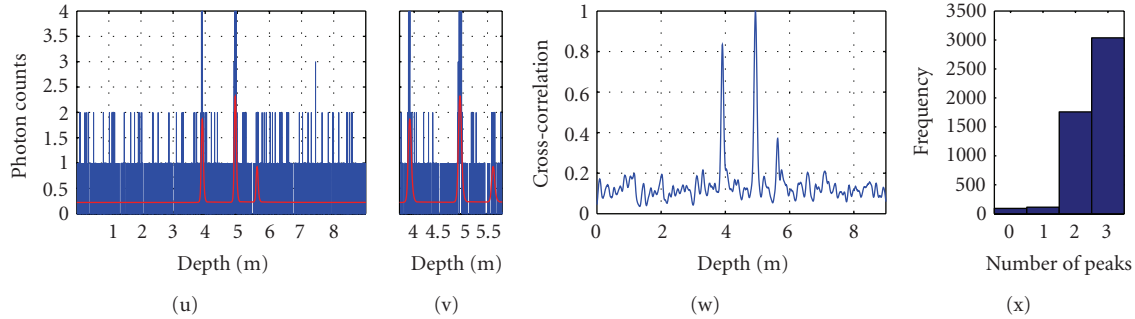 Photon counts
4
3.5
3
2.5
2
1.5
1
0.5
0
1 2 3 4 5 6 7 8
Depth (m)
(u)
4 4.5 5 5.5
Depth (m)
(v)
Cross-correlation
1
0.8
0.6
0.4
0.2
0
0 2 4 6 8
Depth (m)
(w)
Frequency
3500
3000
2500
2000
1500
1000
500
0
0 1 2 3
Number of peaks
(x)